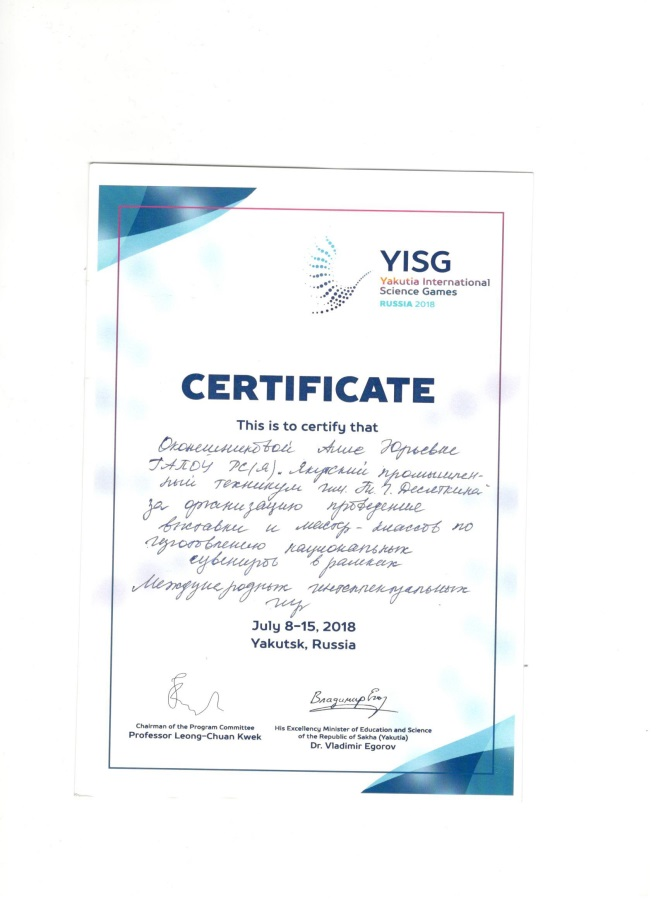 YISG
Yakutia International
Science Games
RUSSIA 2018
CERTIFICATE
This is to certify that
Оконешниковой Алле Юрьевне
ГАПОУ РС(Я) "Якутский промышлен-
ный техникум им. Т.Г. Десяткина"
за организацию проведение
выставки и мастер-классов по
изготовлению национальных
сувениров в рамках
Международных интеллектуальных
игр
July 8-15, 2018
Yakutsk, Russia
Владимир
Chairman of the Program Committee
Professor Leong-Chuan Kwek
His Excellency Minister of Education and Science
of the Republic of Sakha (Yakutia)
Dr. Vladimir Egorov